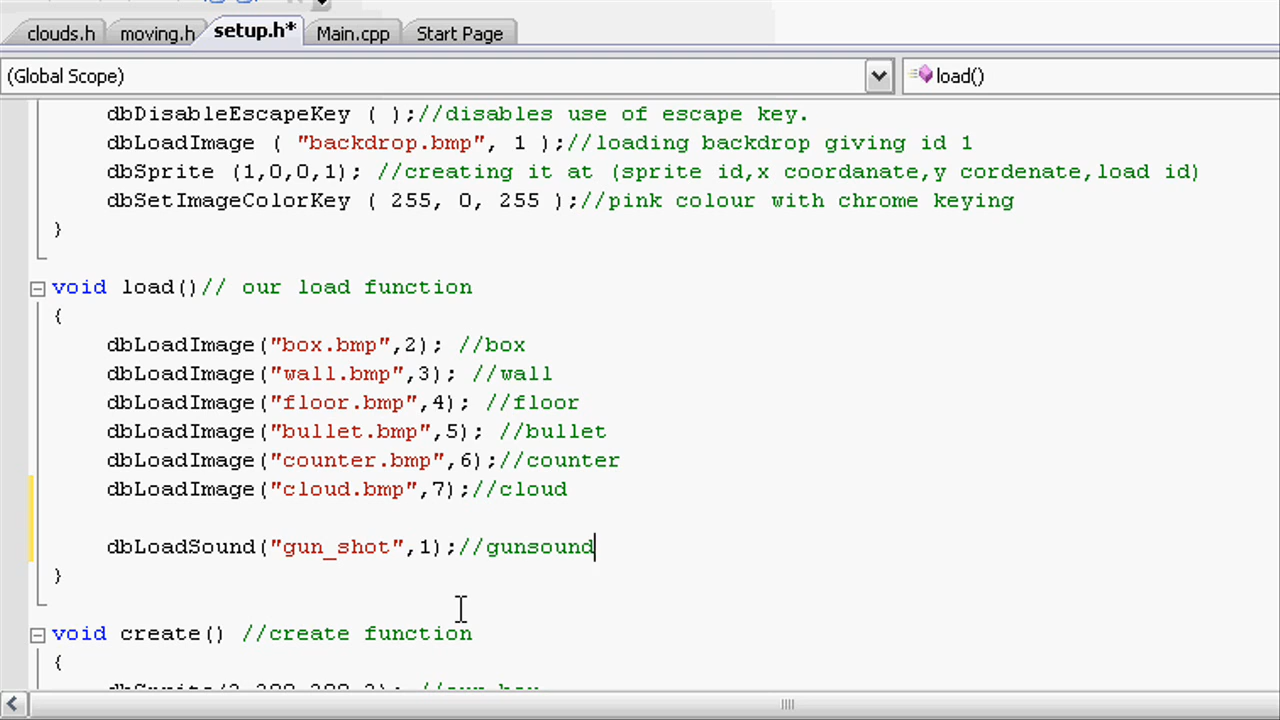 clouds.h moving.h setup.h* Main.cpp Start Page
(Global Scope) load()
dbDisableEscapeKey ( );//disables use of escape key.
dbLoadImage ( "backdrop.bmp", 1 );//loading backdrop giving id 1
dbSprite (1,0,0,1); //creating it at (sprite id,x coordanate,y cordenate,load id)
dbSetImageColorKey ( 255, 0, 255 );//pink colour with chrome keying
}
void load()// our load function
{
dbLoadImage("box.bmp",2); //box
dbLoadImage("wall.bmp",3); //wall
dbLoadImage("floor.bmp",4); //floor
dbLoadImage("bullet.bmp",5); //bullet
dbLoadImage("counter.bmp",6);//counter
dbLoadImage("cloud.bmp",7);//cloud
dbLoadSound("gun_shot",1);//gunsound
}
void create() //create function
{